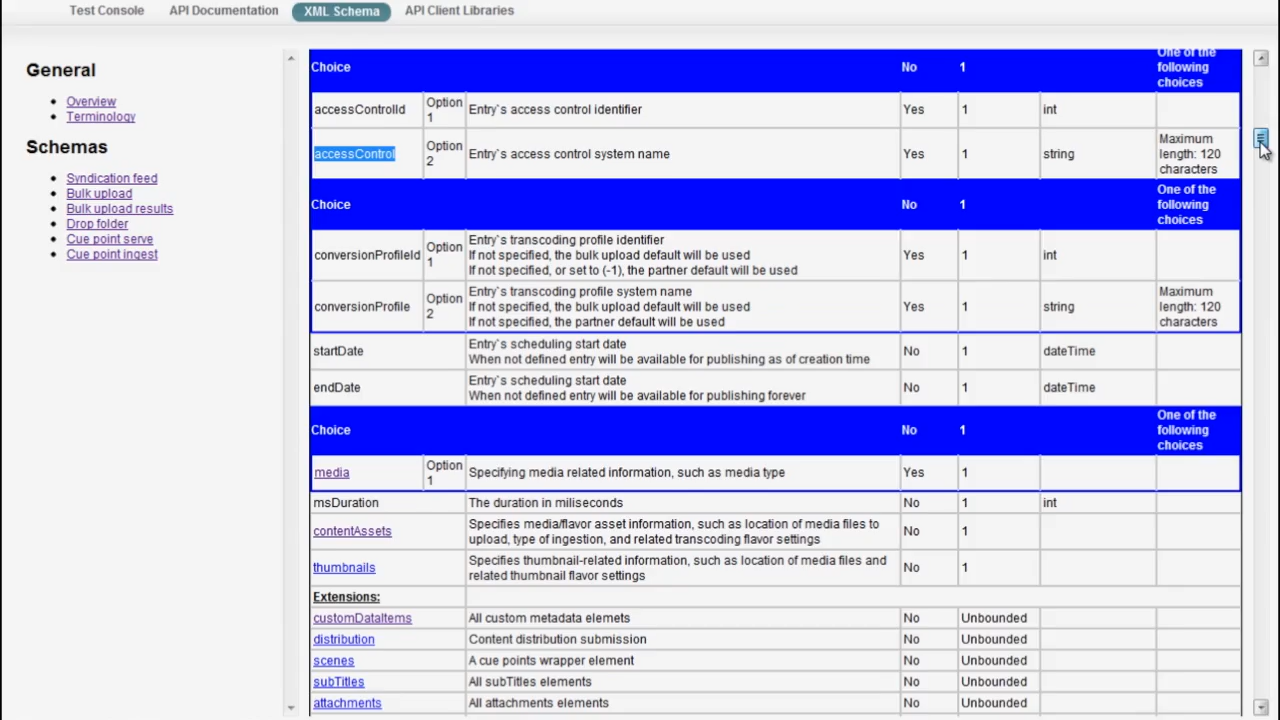 Test Console API Documentation XML Schema API Client Libraries
General
Overview
Terminology
Schemas
Syndication feed
Bulk upload
Bulk upload results
Drop folder
Cue point serve
Cue point ingest
Choice No 1 One of the following choices
accessControlId Option 1 Entry`s access control identifier Yes 1 int
accessControl Option 2 Entry`s access control system name Yes 1 string Maximum length: 120 characters
Choice No 1 One of the following choices
conversionProfileId Option 1 Entry`s transcoding profile identifier
If not specified, the bulk upload default will be used
If not specified, or set to (-1), the partner default will be used Yes 1 int
conversionProfile Option 2 Entry`s transcoding profile system name
If not specified, the bulk upload default will be used
If not specified, the partner default will be used Yes 1 string Maximum length: 120 characters
startDate Entry`s scheduling start date
When not defined entry will be available for publishing as of creation time No 1 dateTime
endDate Entry`s scheduling start date
When not defined entry will be available for publishing forever No 1 dateTime
Choice No 1 One of the following choices
media Option 1 Specifying media related information, such as media type Yes 1
msDuration The duration in miliseconds No 1 int
contentAssets Specifies media/flavor asset information, such as location of media files to
upload, type of ingestion, and related transcoding flavor settings No 1
thumbnails Specifies thumbnail-related information, such as location of media files and
related thumbnail flavor settings No 1
Extensions:
customDataItems All custom metadata elemets No Unbounded
distribution Content distribution submission No Unbounded
scenes A cue points wrapper element No Unbounded
subTitles All subTitles elements No Unbounded
attachments All attachments elements No Unbounded